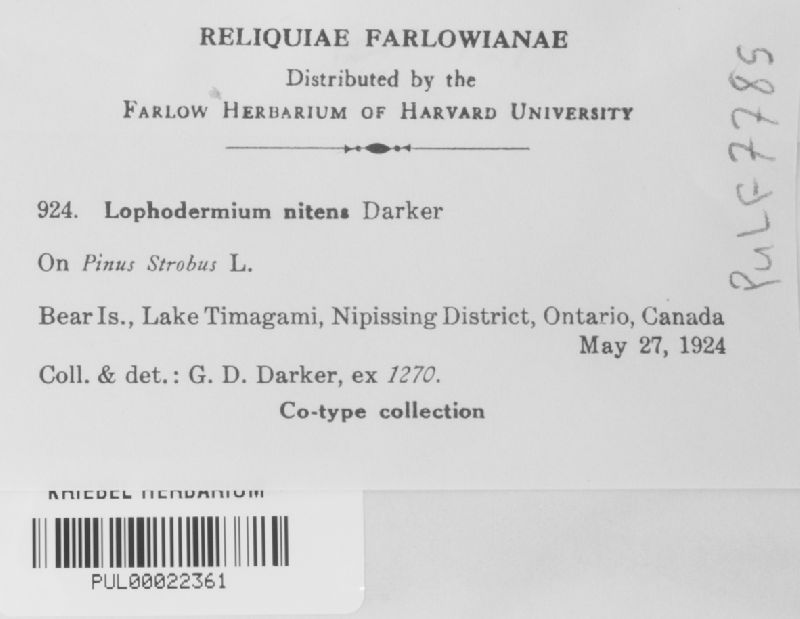 RELIQUIAE FARLOWIANAE
Distributed by the
FARLOW HERBARIUM OF HARVARD UNIVERSITY
924. Lophodermium nitens Darker
On Pinus Strobus L.
Bear Is., Lake Timagami, Nipissing District, Ontario, Canada
May 27, 1924
Coll. & det.: G. D. Darker, ex 1270.
Co-type collection
PUL F7785
KRIEBEL HERBARIUM
PUL00022361